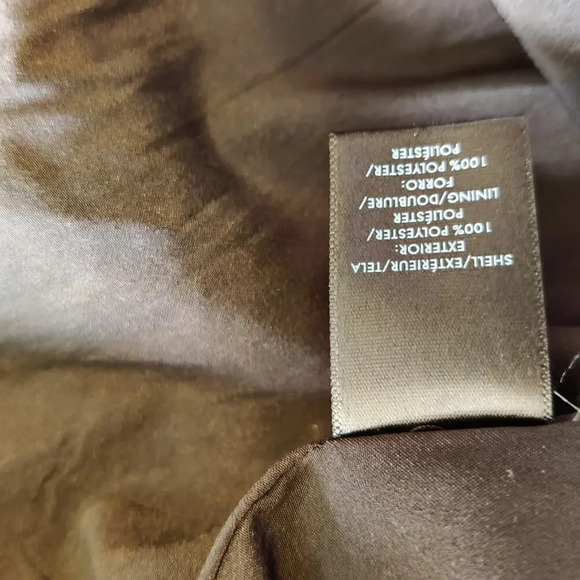 SHELL/EXTÉRIEUR/TELA
EXTERIOR:
100% POLYESTER/
POLIÉSTER
LINING/DOUBLURE/
FORRO:
100% POLYESTER/
POLIÉSTER